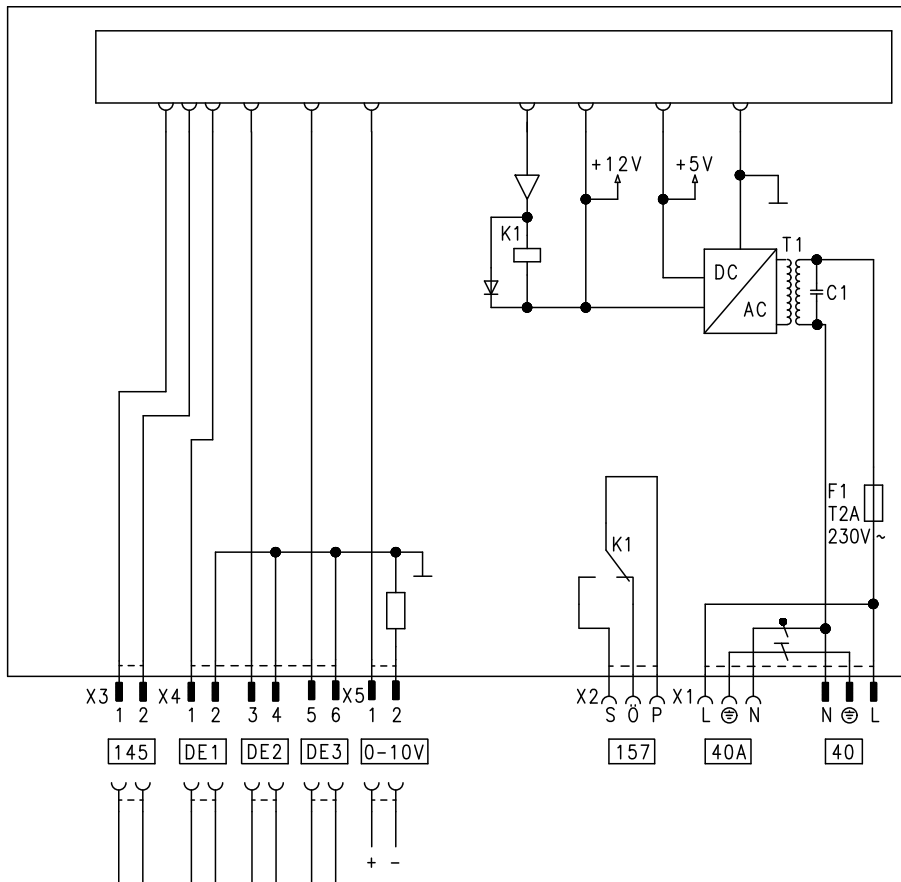 +12V +5V
K1
T1
DC
AC
C1
F1
T2A
230V ~
K1
X3 X4 X5 X2 X1
1 2 1 2 3 4 5 6 1 2 S Ö P L N N L
145 DE1 DE2 DE3 0-10V 157 40A 40
+ -